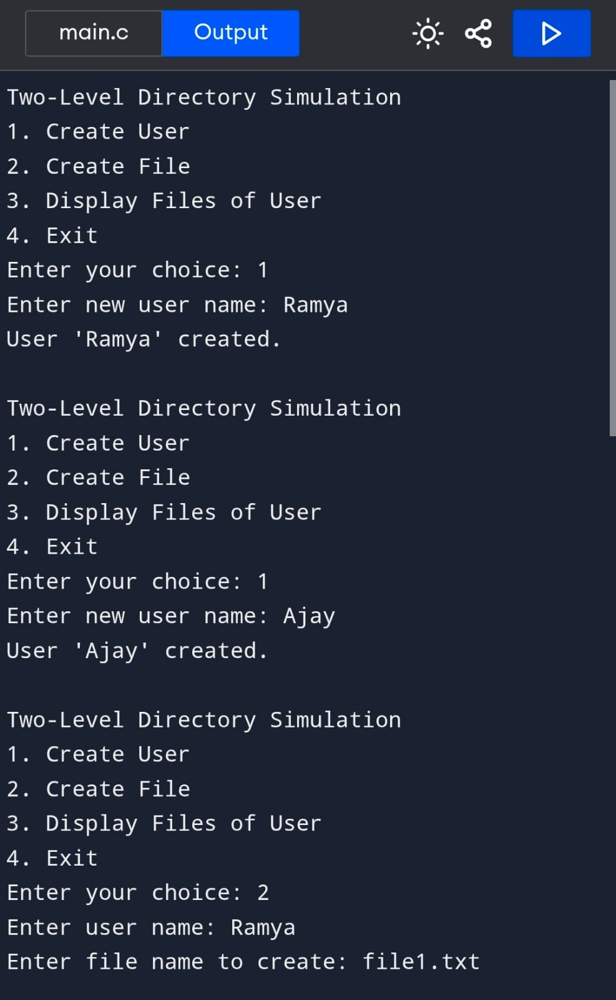 main.c Output
Two-Level Directory Simulation
1. Create User
2. Create File
3. Display Files of User
4. Exit
Enter your choice: 1
Enter new user name: Ramya
User 'Ramya' created.
Two-Level Directory Simulation
1. Create User
2. Create File
3. Display Files of User
4. Exit
Enter your choice: 1
Enter new user name: Ajay
User 'Ajay' created.
Two-Level Directory Simulation
1. Create User
2. Create File
3. Display Files of User
4. Exit
Enter your choice: 2
Enter user name: Ramya
Enter file name to create: file1.txt